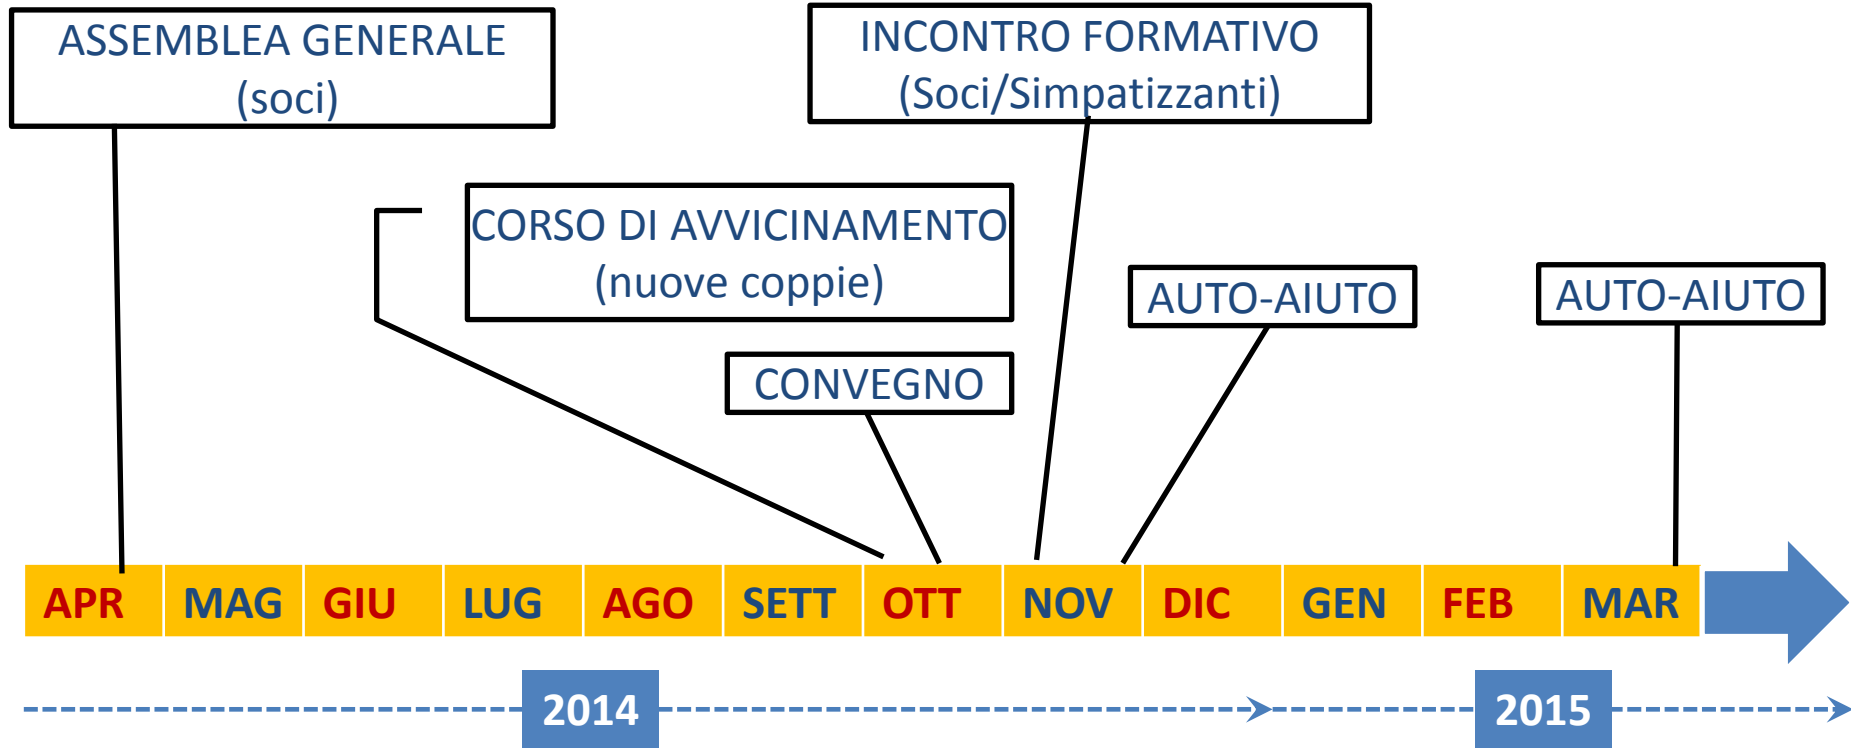 ASSEMBLEA GENERALE
(soci)
INCONTRO FORMATIVO
(Soci/Simpatizzanti)
CORSO DI AVVICINAMENTO
(nuove coppie)
AUTO-AIUTO
AUTO-AIUTO
CONVEGNO
APR MAG GIU LUG AGO SETT OTT NOV DIC GEN FEB MAR
2014 2015